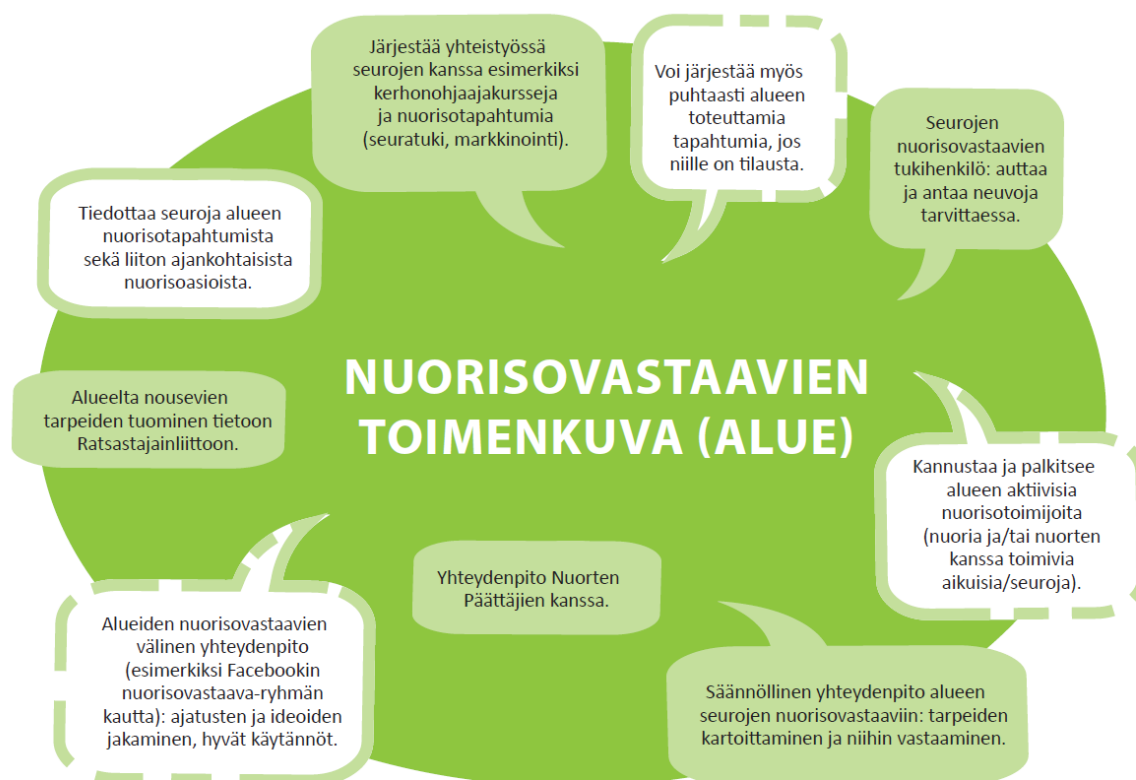 Järjestää yhteistyössä
seurojen kanssa esimerkiksi
kerhonohjaajakursseja
ja nuorisotapahtumia
(seuratuki, markkinointi).
Voi järjestää myös
puhtaasti alueen
toteuttamia
tapahtumia, jos
niille on tilausta.
Seurojen
nuorisovastaavien
tukihenkilö: auttaa
ja antaa neuvoja
tarvittaessa.
Tiedottaa seuroja alueen
nuorisotapahtumista
sekä liiton ajankohtaisista
nuorisoasioista.
NUORISOVASTAAVIEN
TOIMENKUVA (ALUE)
Alueelta nousevien
tarpeiden tuominen tietoon
Ratsastajainliittoon.
Kannustaa ja palkitsee
alueen aktiivisia
nuorisotoimijoita
(nuoria ja/tai nuorten
kanssa toimivia
aikuisia/seuroja).
Yhteydenpito Nuorten
Päättäjien kanssa.
Alueiden nuorisovastaavien
välinen yhteydenpito
(esimerkiksi Facebookin
nuorisovastaava-ryhmän
kautta): ajatusten ja ideoiden
jakaminen, hyvät käytännöt.
Säännöllinen yhteydenpito alueen
seurojen nuorisovastaaviin: tarpeiden
kartoittaminen ja niihin vastaaminen.